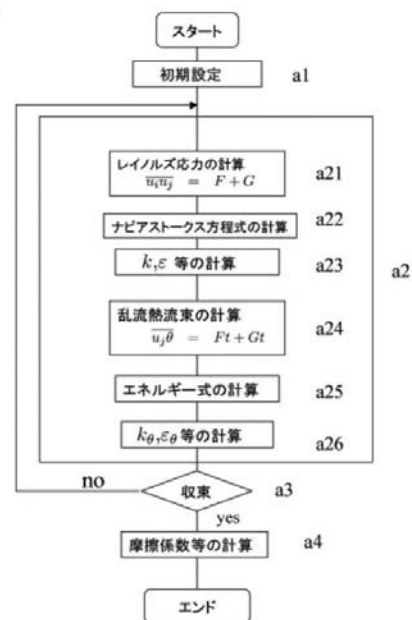 スタート
初期設定 a1
レイノルズ応力の計算
$\overline{u_i u_j}$ = F + G a21
ナビアストークス方程式の計算 a22
k,ε 等の計算 a23
a2
乱流熱流束の計算
$\overline{u_j \theta}$ = Ft + Gt a24
エネルギー式の計算 a25
$k_\theta$,$\varepsilon_\theta$ 等の計算 a26
no
収束 a3
yes
摩擦係数等の計算 a4
エンド